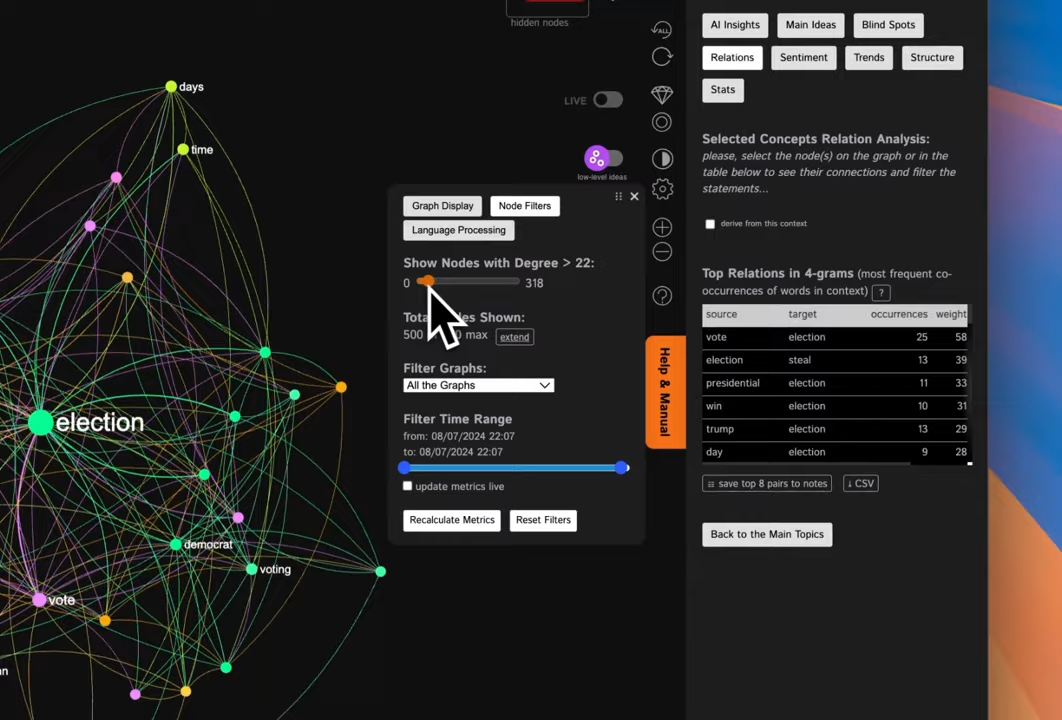 hidden nodes
ALL
LIVE
low-level ideas
days
time
election
democrat
voting
vote
Graph Display
Node Filters
Language Processing
Show Nodes with Degree > 22:
0
318
Shown:
500
max
extend
Filter Graphs:
All the Graphs
Filter Time Range
from: 08/07/2024 22:07
to: 08/07/2024 22:07
update metrics live
Recalculate Metrics
Reset Filters
Help & Manual
AI Insights
Main Ideas
Blind Spots
Relations
Sentiment
Trends
Structure
Stats
Selected Concepts Relation Analysis:
please, select the node(s) on the graph or in the
table below to see their connections and filter the
statements...
derive from this context
Top Relations in 4-grams (most frequent co-
occurrences of words in context) ?
source target occurrences weight
vote election 25 58
election steal 13 39
presidential election 11 33
win election 10 31
trump election 13 29
day election 9 28
save top 8 pairs to notes
↓ CSV
Back to the Main Topics